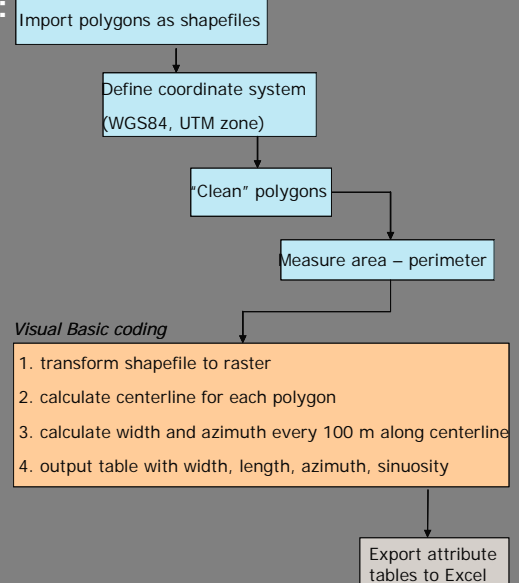 Import polygons as shapefiles
Define coordinate system
(WGS84, UTM zone)
"Clean" polygons
Measure area – perimeter
Visual Basic coding
1. transform shapefile to raster
2. calculate centerline for each polygon
3. calculate width and azimuth every 100 m along centerline
4. output table with width, length, azimuth, sinuosity
Export attribute
tables to Excel